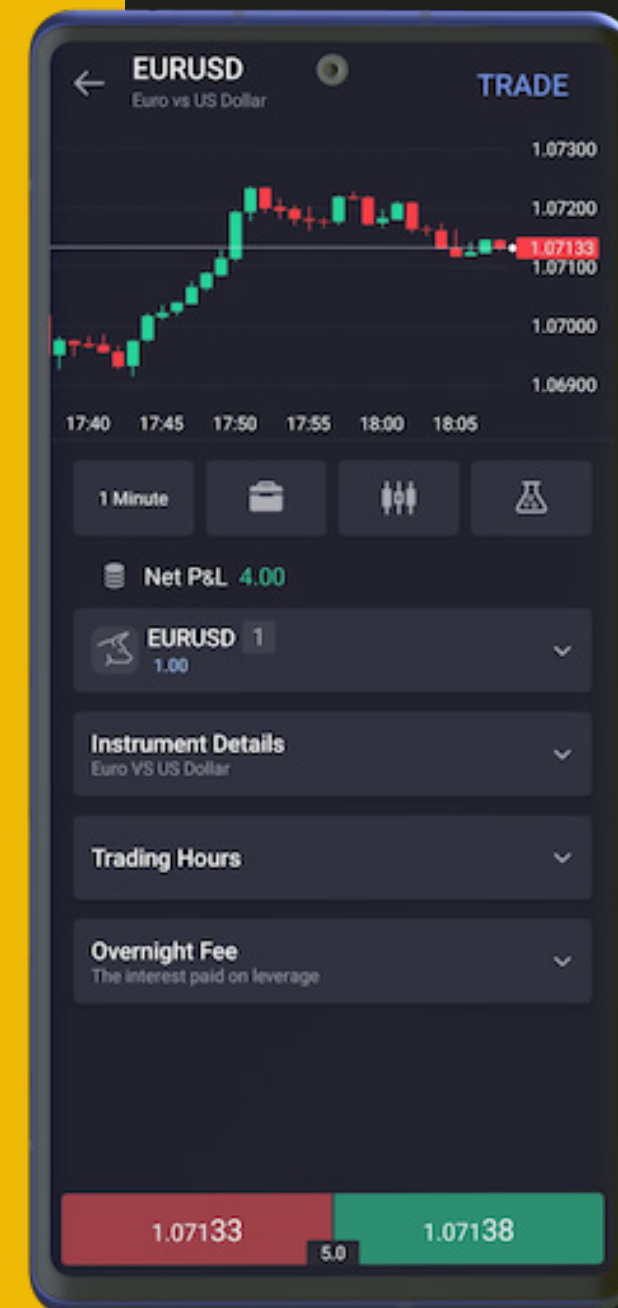 EURUSD
TRADE
Euro vs US Dollar
1.07300
1.07200
1.07133
1.07100
1.07000
1.06900
17:40 17:45 17:50 17:55 18:00 18:05
1 Minute
Net P&L 4.00
EURUSD 1
1.00
Instrument Details
Euro VS US Dollar
Trading Hours
Overnight Fee
The interest paid on leverage
1.07133
5.0
1.07138